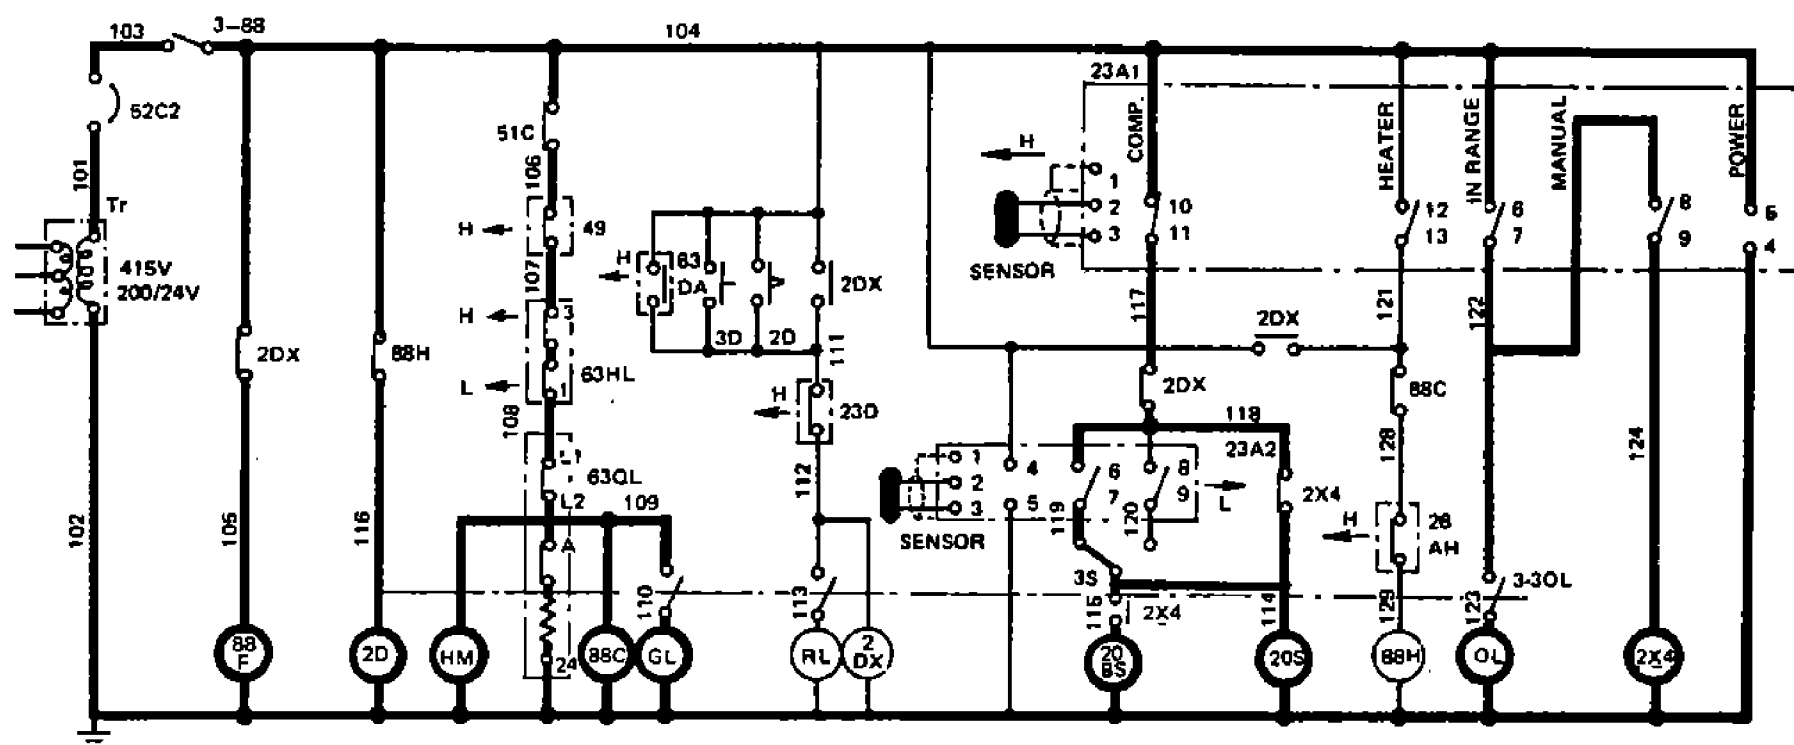 103
3-88
104
52C2
101
Tr
415V
200/24V
102
2DX
105
88
F
88H
116
2D
51C
106
H
49
107
H
3
L
63HL
1
108
L1
63QL
L2
109
A
24
HM
88C
110
GL
H
83
DA
3D
2D
2DX
111
H
23D
112
113
RL
2
DX
23A1
H
1
2
3
SENSOR
COMP.
10
11
117
2DX
2DX
118
23A2
1
2
3
SENSOR
4
5
6
7
8
9
L
119
120
3S
115
2X4
20
BS
2X4
114
20S
HEATER
12
13
121
88C
128
H
26
AH
129
88H
IN RANGE
6
7
122
3-30L
123
OL
MANUAL
8
9
124
2X4
POWER
5
4